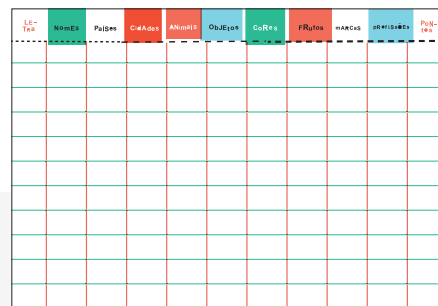 LE-
TRA
NomEs
PaíSes
CidAdes
ANimaiS
ObJEtos
CoRes
FRutos
mARCaS
pRofiSsõEs
PoN-
tos